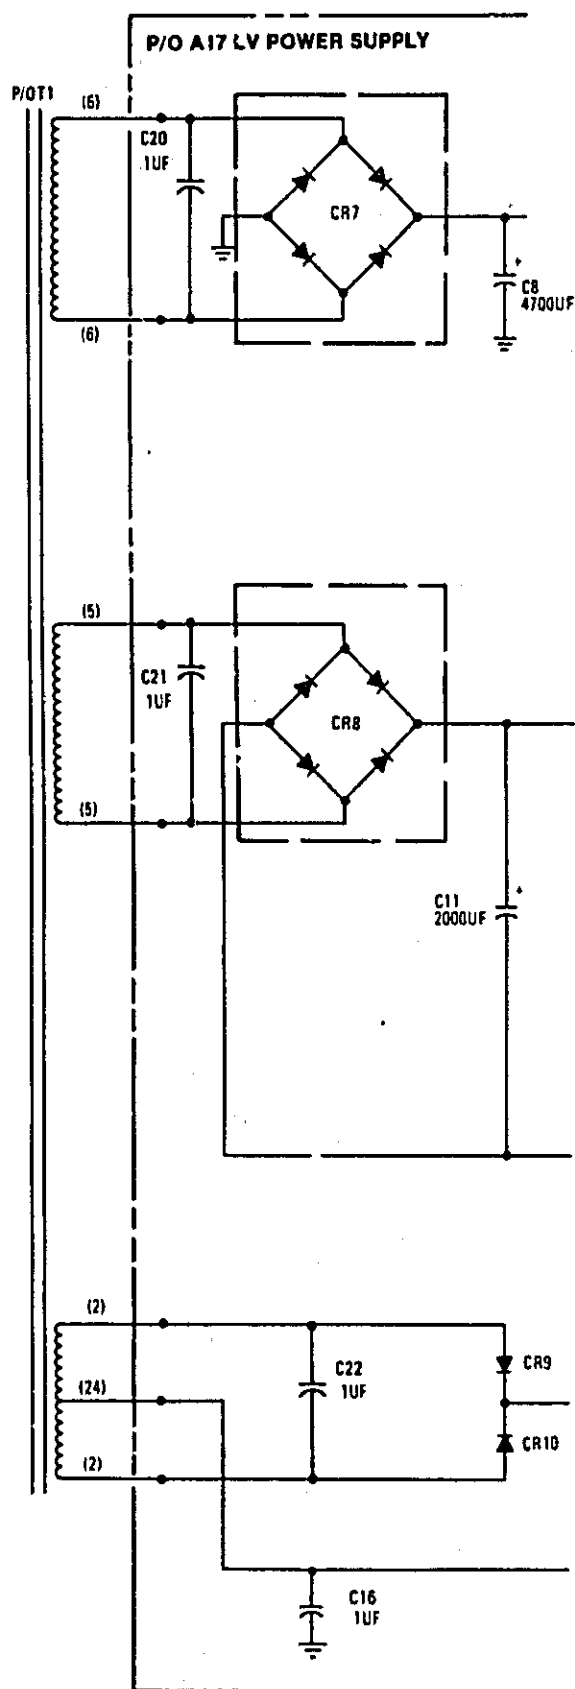 P/O A17 LV POWER SUPPLY
P/OT1
(6)
C20
.1UF
CR7
+
C8
4700UF
(6)
(5)
C21
1UF
CR8
(5)
+
C11
2000UF
(2)
C22
1UF
CR9
(24)
CR10
(2)
C16
1UF